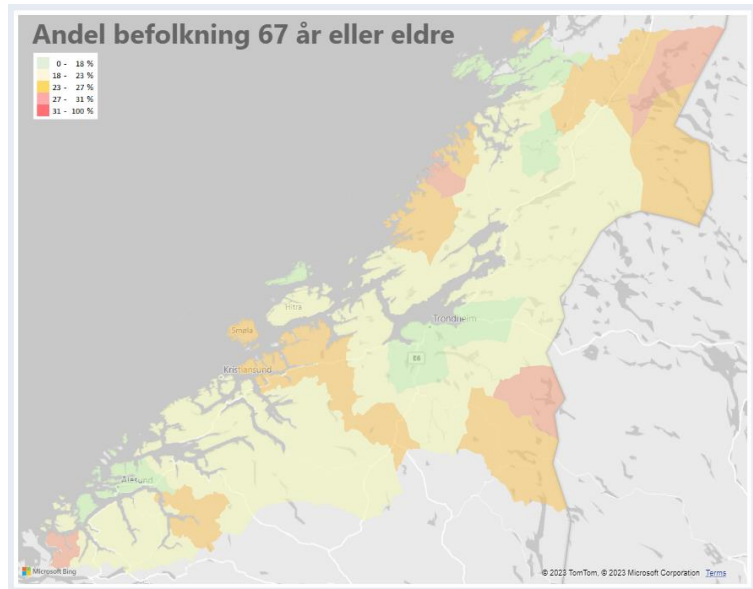 Andel befolkning 67 år eller eldre
0 - 18 %
18 - 23 %
23 - 27 %
27 - 31 %
31 - 100 %
Hitra
Trondheim
Smøla
E6
Kristiansund
Ålesund
Microsoft Bing
© 2023 TomTom, © 2023 Microsoft Corporation Terms